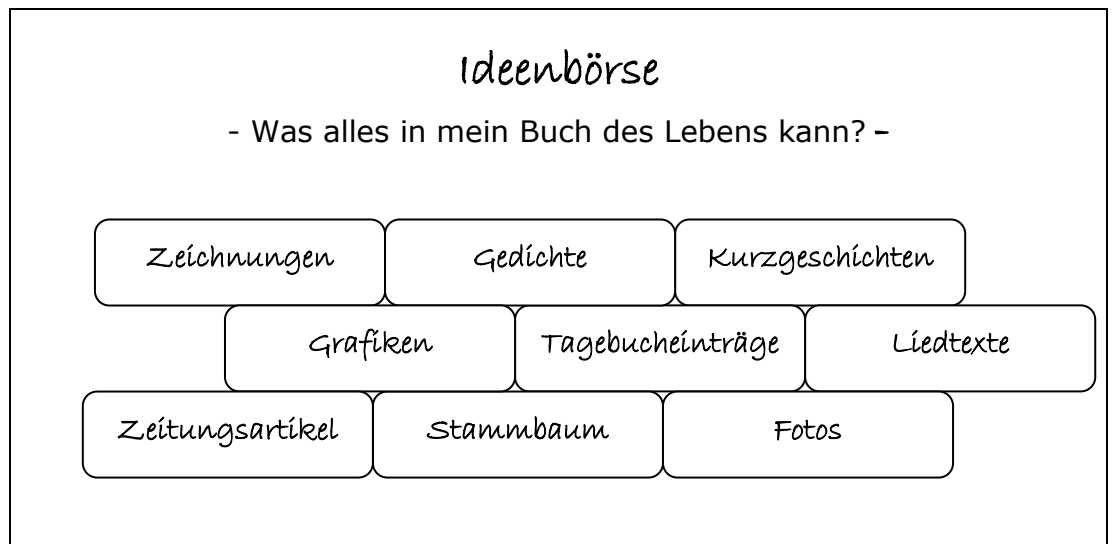 Ideenbörse
- Was alles in mein Buch des Lebens kann? -
Zeichnungen Gedichte Kurzgeschichten
Grafiken Tagebucheinträge Liedtexte
Zeitungsartikel Stammbaum Fotos